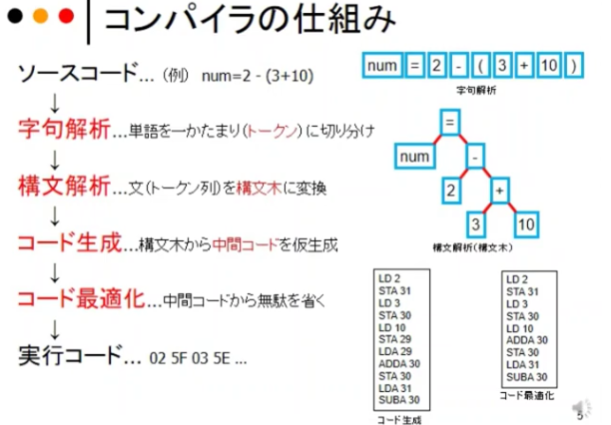 コンパイラの仕組み
ソースコード... （例） num=2 - (3+10)
↓
字句解析...単語を一かたまり（トークン）に切り分け
↓
構文解析...文（トークン列）を構文木に変換
↓
コード生成...構文木から中間コードを仮生成
↓
コード最適化...中間コードから無駄を省く
↓
実行コード... 02 5F 03 5E ...
num = 2 - ( 3 + 10 )
字句解析
=
num -
2 +
3 10
構文解析（構文木）
LD 2
STA 31
LD 3
STA 30
LD 10
STA 29
LDA 29
ADDA 30
STA 30
LDA 31
SUBA 30
コード生成
LD 2
STA 31
LD 3
STA 30
LD 10
ADDA 30
STA 30
LDA 31
SUBA 30
コード最適化
5